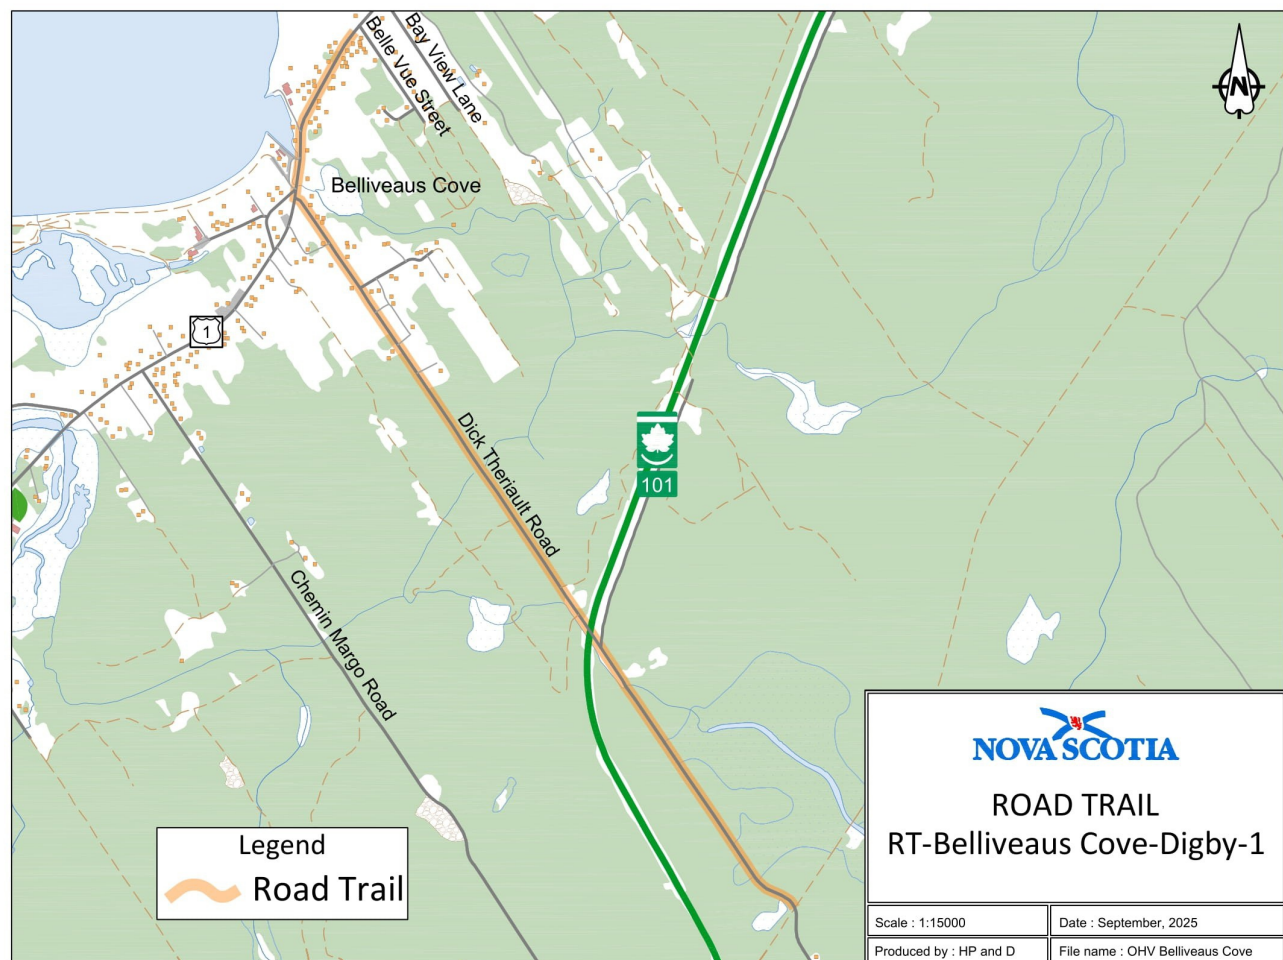 Bay View Lane
Belle Vue Street
N
Belliveaus Cove
1
Dick Theriault Road
101
Chemin Margo Road
Legend
Road Trail
NOVA SCOTIA
ROAD TRAIL
RT-Belliveaus Cove-Digby-1
Scale : 1:15000
Date : September, 2025
Produced by : HP and D
File name : OHV Belliveaus Cove